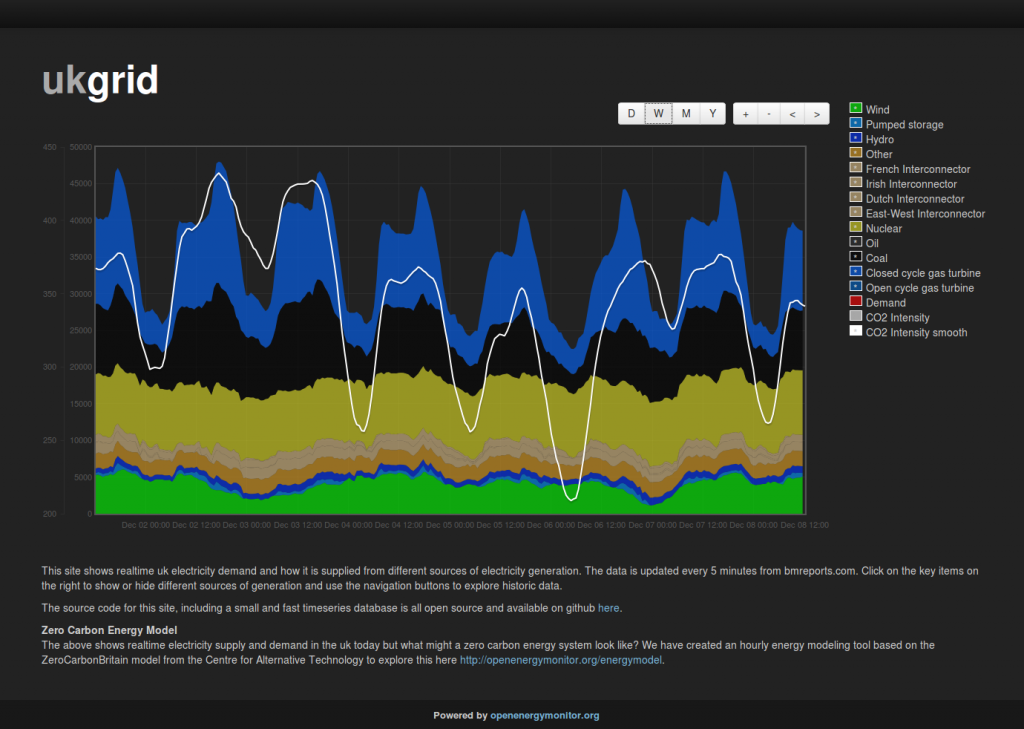 ukgrid
D W M Y + - < >
Wind
Pumped storage
Hydro
Other
French Interconnector
Irish Interconnector
Dutch Interconnector
East-West Interconnector
Nuclear
Oil
Coal
Closed cycle gas turbine
Open cycle gas turbine
Demand
CO2 Intensity
CO2 Intensity smooth
450 50000
45000
400 40000
35000
350 30000
25000
300 20000
15000
250 10000
5000
200 0
Dec 02 00:00 Dec 02 12:00 Dec 03 00:00 Dec 03 12:00 Dec 04 00:00 Dec 04 12:00 Dec 05 00:00 Dec 05 12:00 Dec 06 00:00 Dec 06 12:00 Dec 07 00:00 Dec 07 12:00 Dec 08 00:00 Dec 08 12:00
This site shows realtime uk electricity demand and how it is supplied from different sources of electricity generation. The data is updated every 5 minutes from bmreports.com. Click on the key items on
the right to show or hide different sources of generation and use the navigation buttons to explore historic data.
The source code for this site, including a small and fast timeseries database is all open source and available on github here.
Zero Carbon Energy Model
The above shows realtime electricity supply and demand in the uk today but what might a zero carbon energy system look like? We have created an hourly energy modeling tool based on the
ZeroCarbonBritain model from the Centre for Alternative Technology to explore this here http://openenergymonitor.org/energymodel.
Powered by openenergymonitor.org